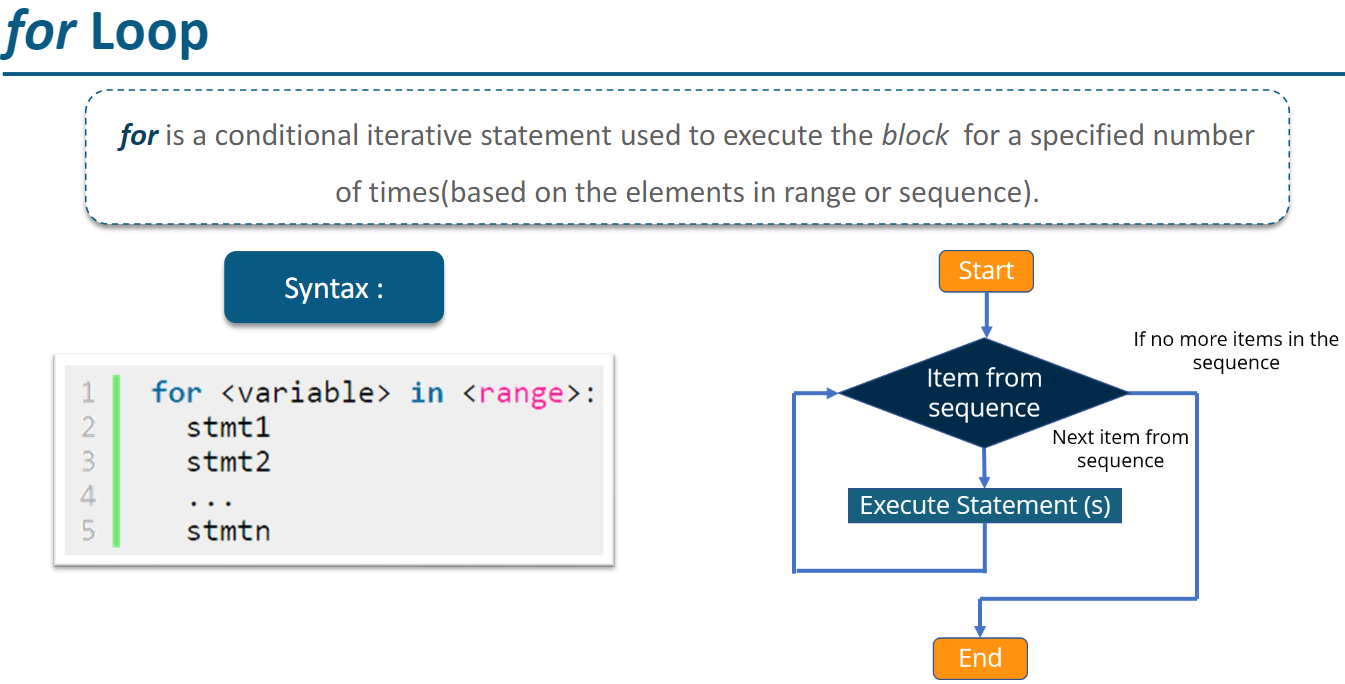 for Loop
for is a conditional iterative statement used to execute the block for a specified number
of times(based on the elements in range or sequence).
Syntax :
1 for <variable> in <range>:
2 stmt1
3 stmt2
4 ...
5 stmtn
Start
If no more items in the
sequence
Item from
sequence
Next item from
sequence
Execute Statement (s)
End